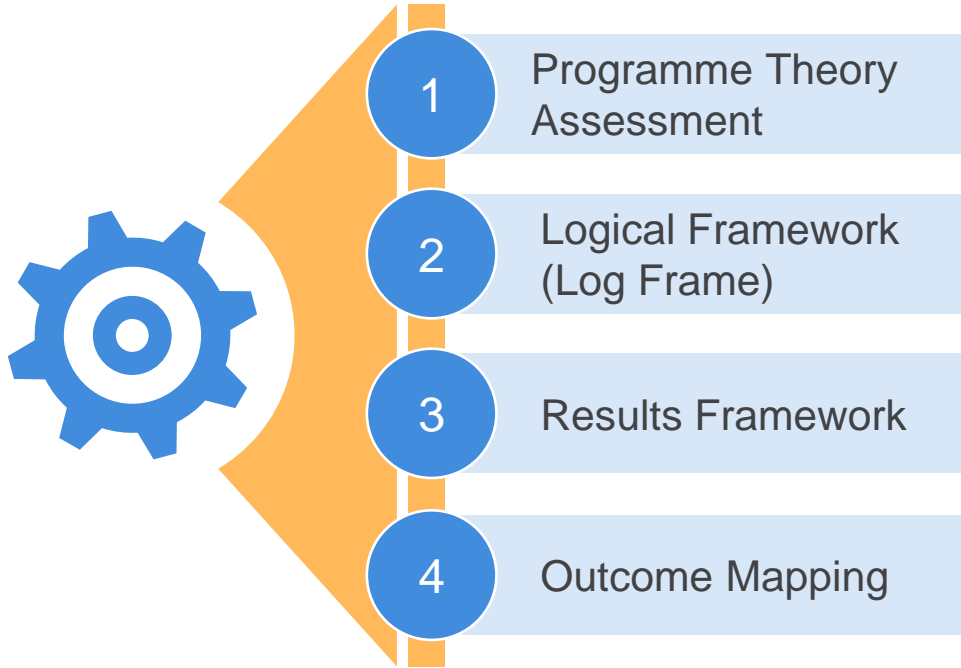 1
Programme Theory
Assessment
2
Logical Framework
(Log Frame)
3
Results Framework
4
Outcome Mapping